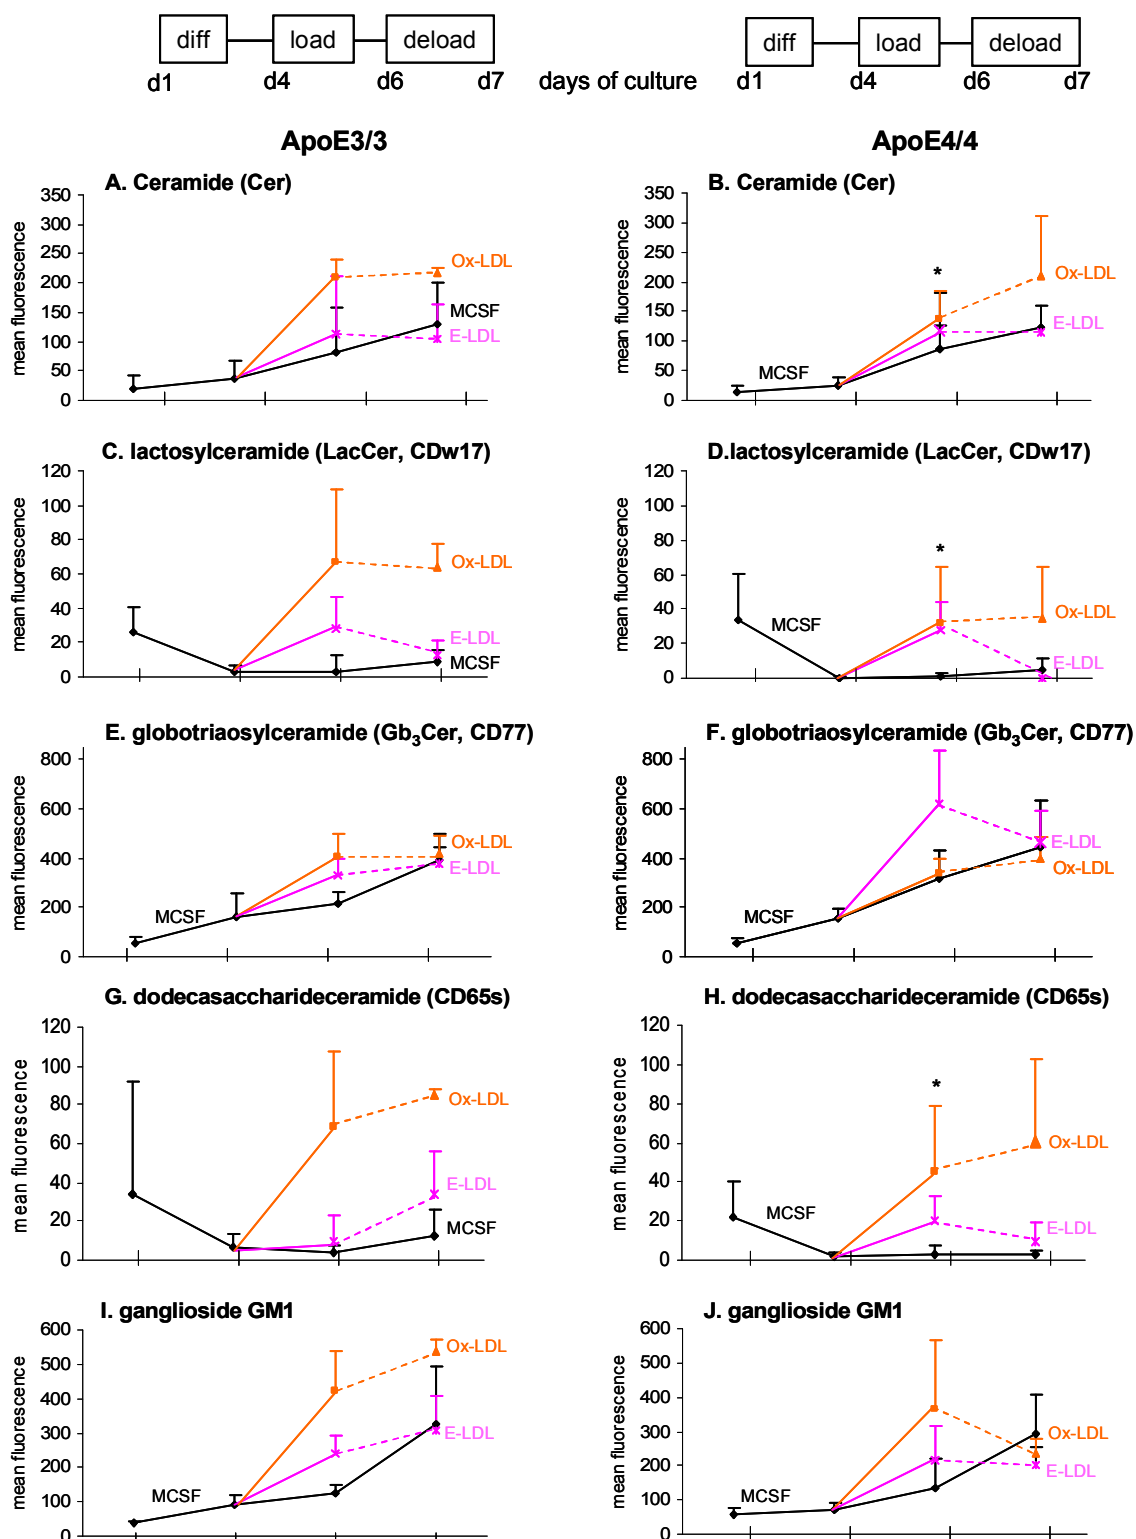 diff load deload diff load deload
d1 d4 d6 d7 days of culture d1 d4 d6 d7
ApoE3/3 ApoE4/4
A. Ceramide (Cer)
mean fluorescence
350
300
250
200
150
100
50
0
Ox-LDL
MCSF
E-LDL
B. Ceramide (Cer)
mean fluorescence
350
300
250
200
150
100
50
0
*
Ox-LDL
E-LDL
MCSF
C. lactosylceramide (LacCer, CDw17)
mean fluorescence
120
100
80
60
40
20
0
Ox-LDL
E-LDL
MCSF
D.lactosylceramide (LacCer, CDw17)
mean fluorescence
120
100
80
60
40
20
0
*
Ox-LDL
MCSF
E-LDL
E. globotriaosylceramide (Gb₃Cer, CD77)
mean fluorescence
800
600
400
200
0
Ox-LDL
E-LDL
MCSF
F. globotriaosylceramide (Gb₃Cer, CD77)
mean fluorescence
800
600
400
200
0
E-LDL
Ox-LDL
MCSF
G. dodecasaccharideceramide (CD65s)
mean fluorescence
120
100
80
60
40
20
0
Ox-LDL
E-LDL
MCSF
H. dodecasaccharideceramide (CD65s)
mean fluorescence
120
100
80
60
40
20
0
*
Ox-LDL
MCSF
E-LDL
I. ganglioside GM1
mean fluorescence
600
500
400
300
200
100
0
Ox-LDL
E-LDL
MCSF
J. ganglioside GM1
mean fluorescence
600
500
400
300
200
100
0
Ox-LDL
E-LDL
MCSF